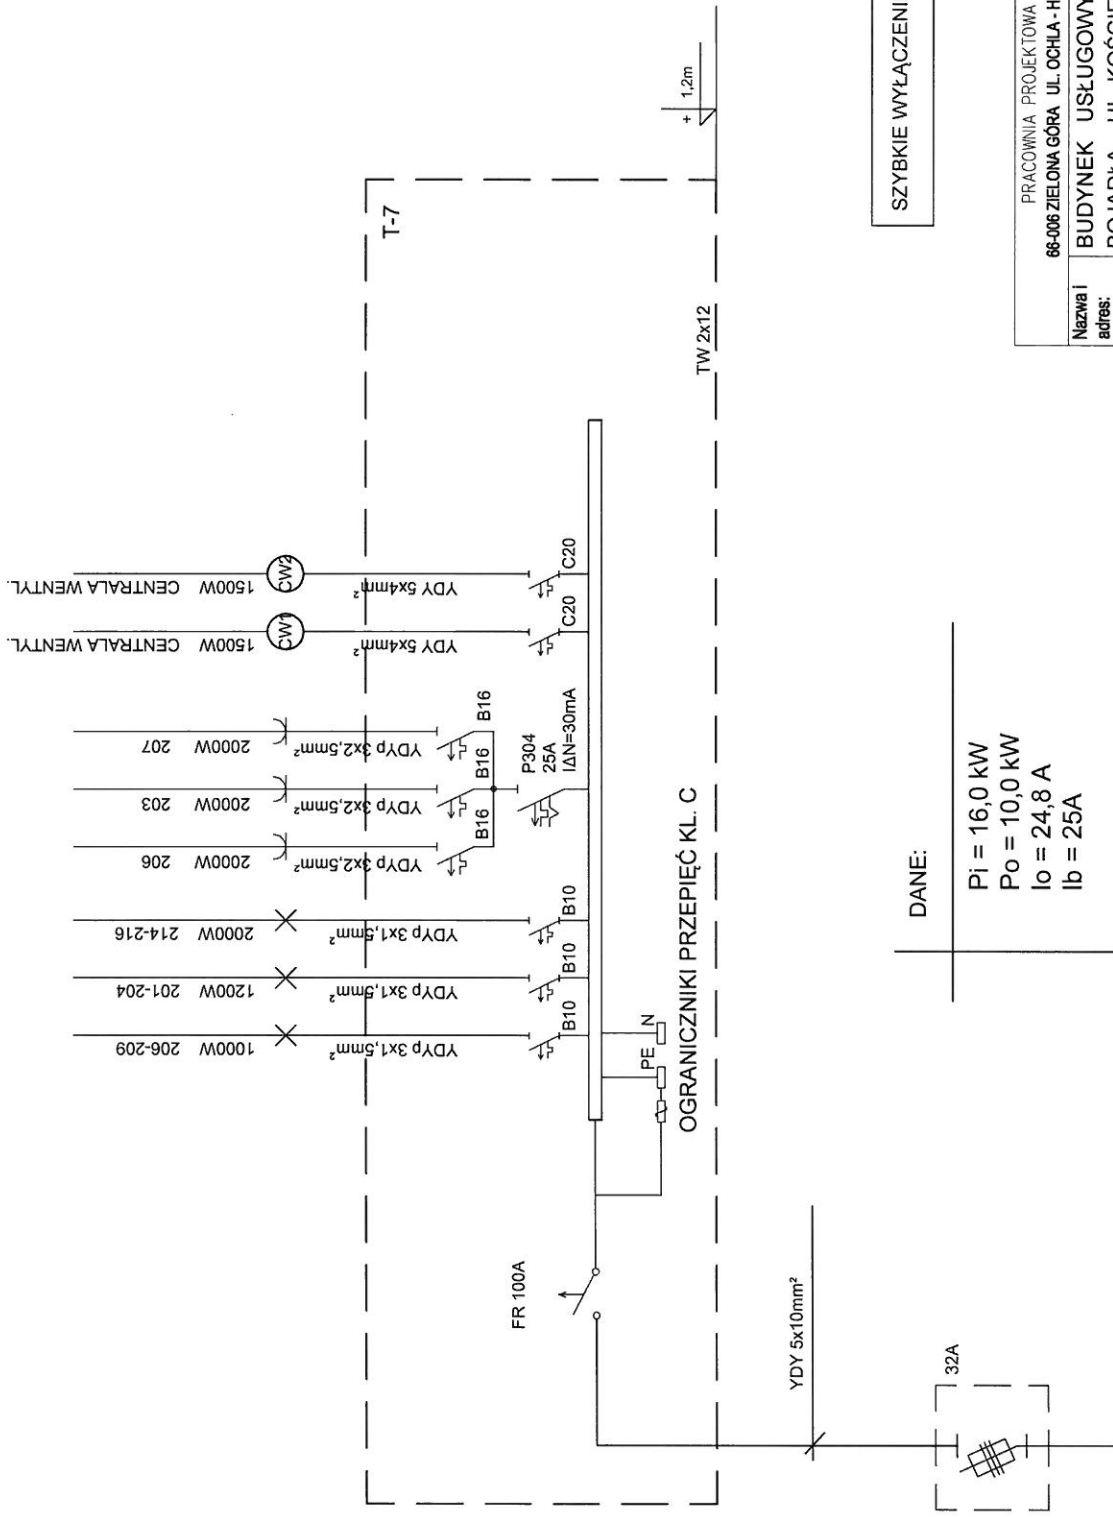 CENTRALA WENTYL.
1500W
CW2
YDY 5x4mm²
C20
CENTRALA WENTYL.
1500W
CW1
YDY 5x4mm²
C20
207
2000W
YDYp 3x2,5mm²
B16
203
2000W
YDYp 3x2,5mm²
B16
206
2000W
YDYp 3x2,5mm²
B16
P304
25A
IΔN=30mA
214-216
2000W
YDYp 3x1,5mm²
B10
201-204
1200W
YDYp 3x1,5mm²
B10
206-209
1000W
YDYp 3x1,5mm²
B10
T-7
TW 2x12
+ 1,2m
N
PE
OGRANICZNIKI PRZEPIĘĆ KL. C
FR 100A
YDY 5x10mm²
32A
DANE:
Pi = 16,0 kW
Po = 10,0 kW
Io = 24,8 A
Ib = 25A
SZYBKIE WYŁĄCZENI
PRACOWNIA PROJEKTOWA
66-006 ZIELONA GÓRA UL. OCHLA - H
Nazwa i
adres:
BUDYNEK USŁUGOWY